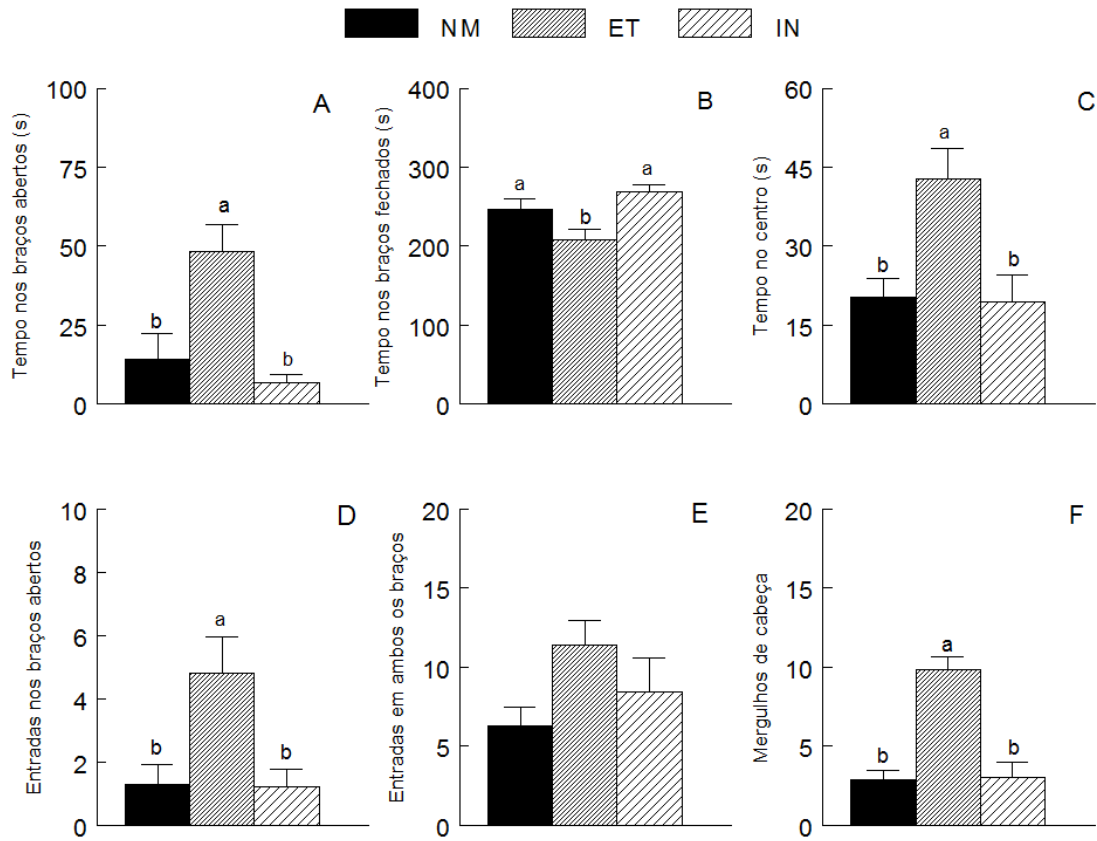 NM ET IN
A
Tempo nos braços abertos (s)
100
75
50
25
0
b
a
b
B
Tempo nos braços fechados (s)
400
300
200
100
0
a
b
a
C
Tempo no centro (s)
60
45
30
15
0
b
a
b
D
Entradas nos braços abertos
10
8
6
4
2
0
b
a
b
E
Entradas em ambos os braços
20
15
10
5
0
F
Mergulhos de cabeça
20
15
10
5
0
b
a
b